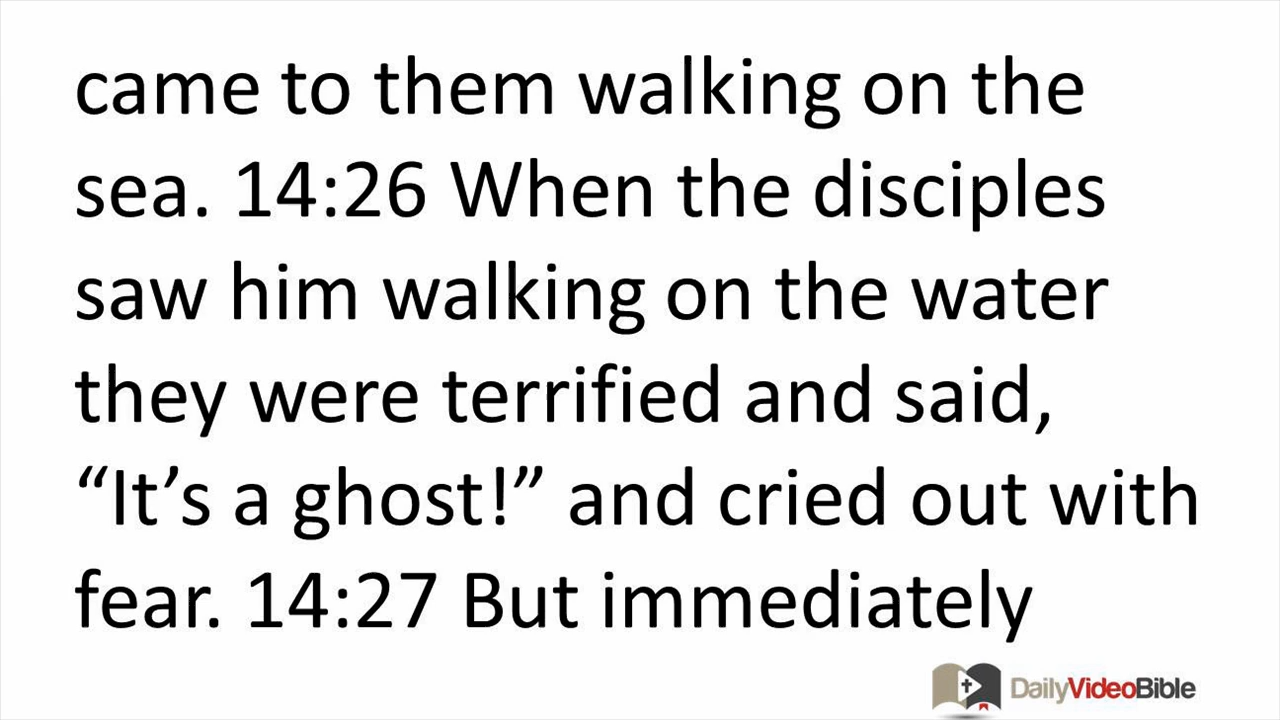 came to them walking on the
sea. 14:26 When the disciples
saw him walking on the water
they were terrified and said,
“It’s a ghost!” and cried out with
fear. 14:27 But immediately
DailyVideoBible